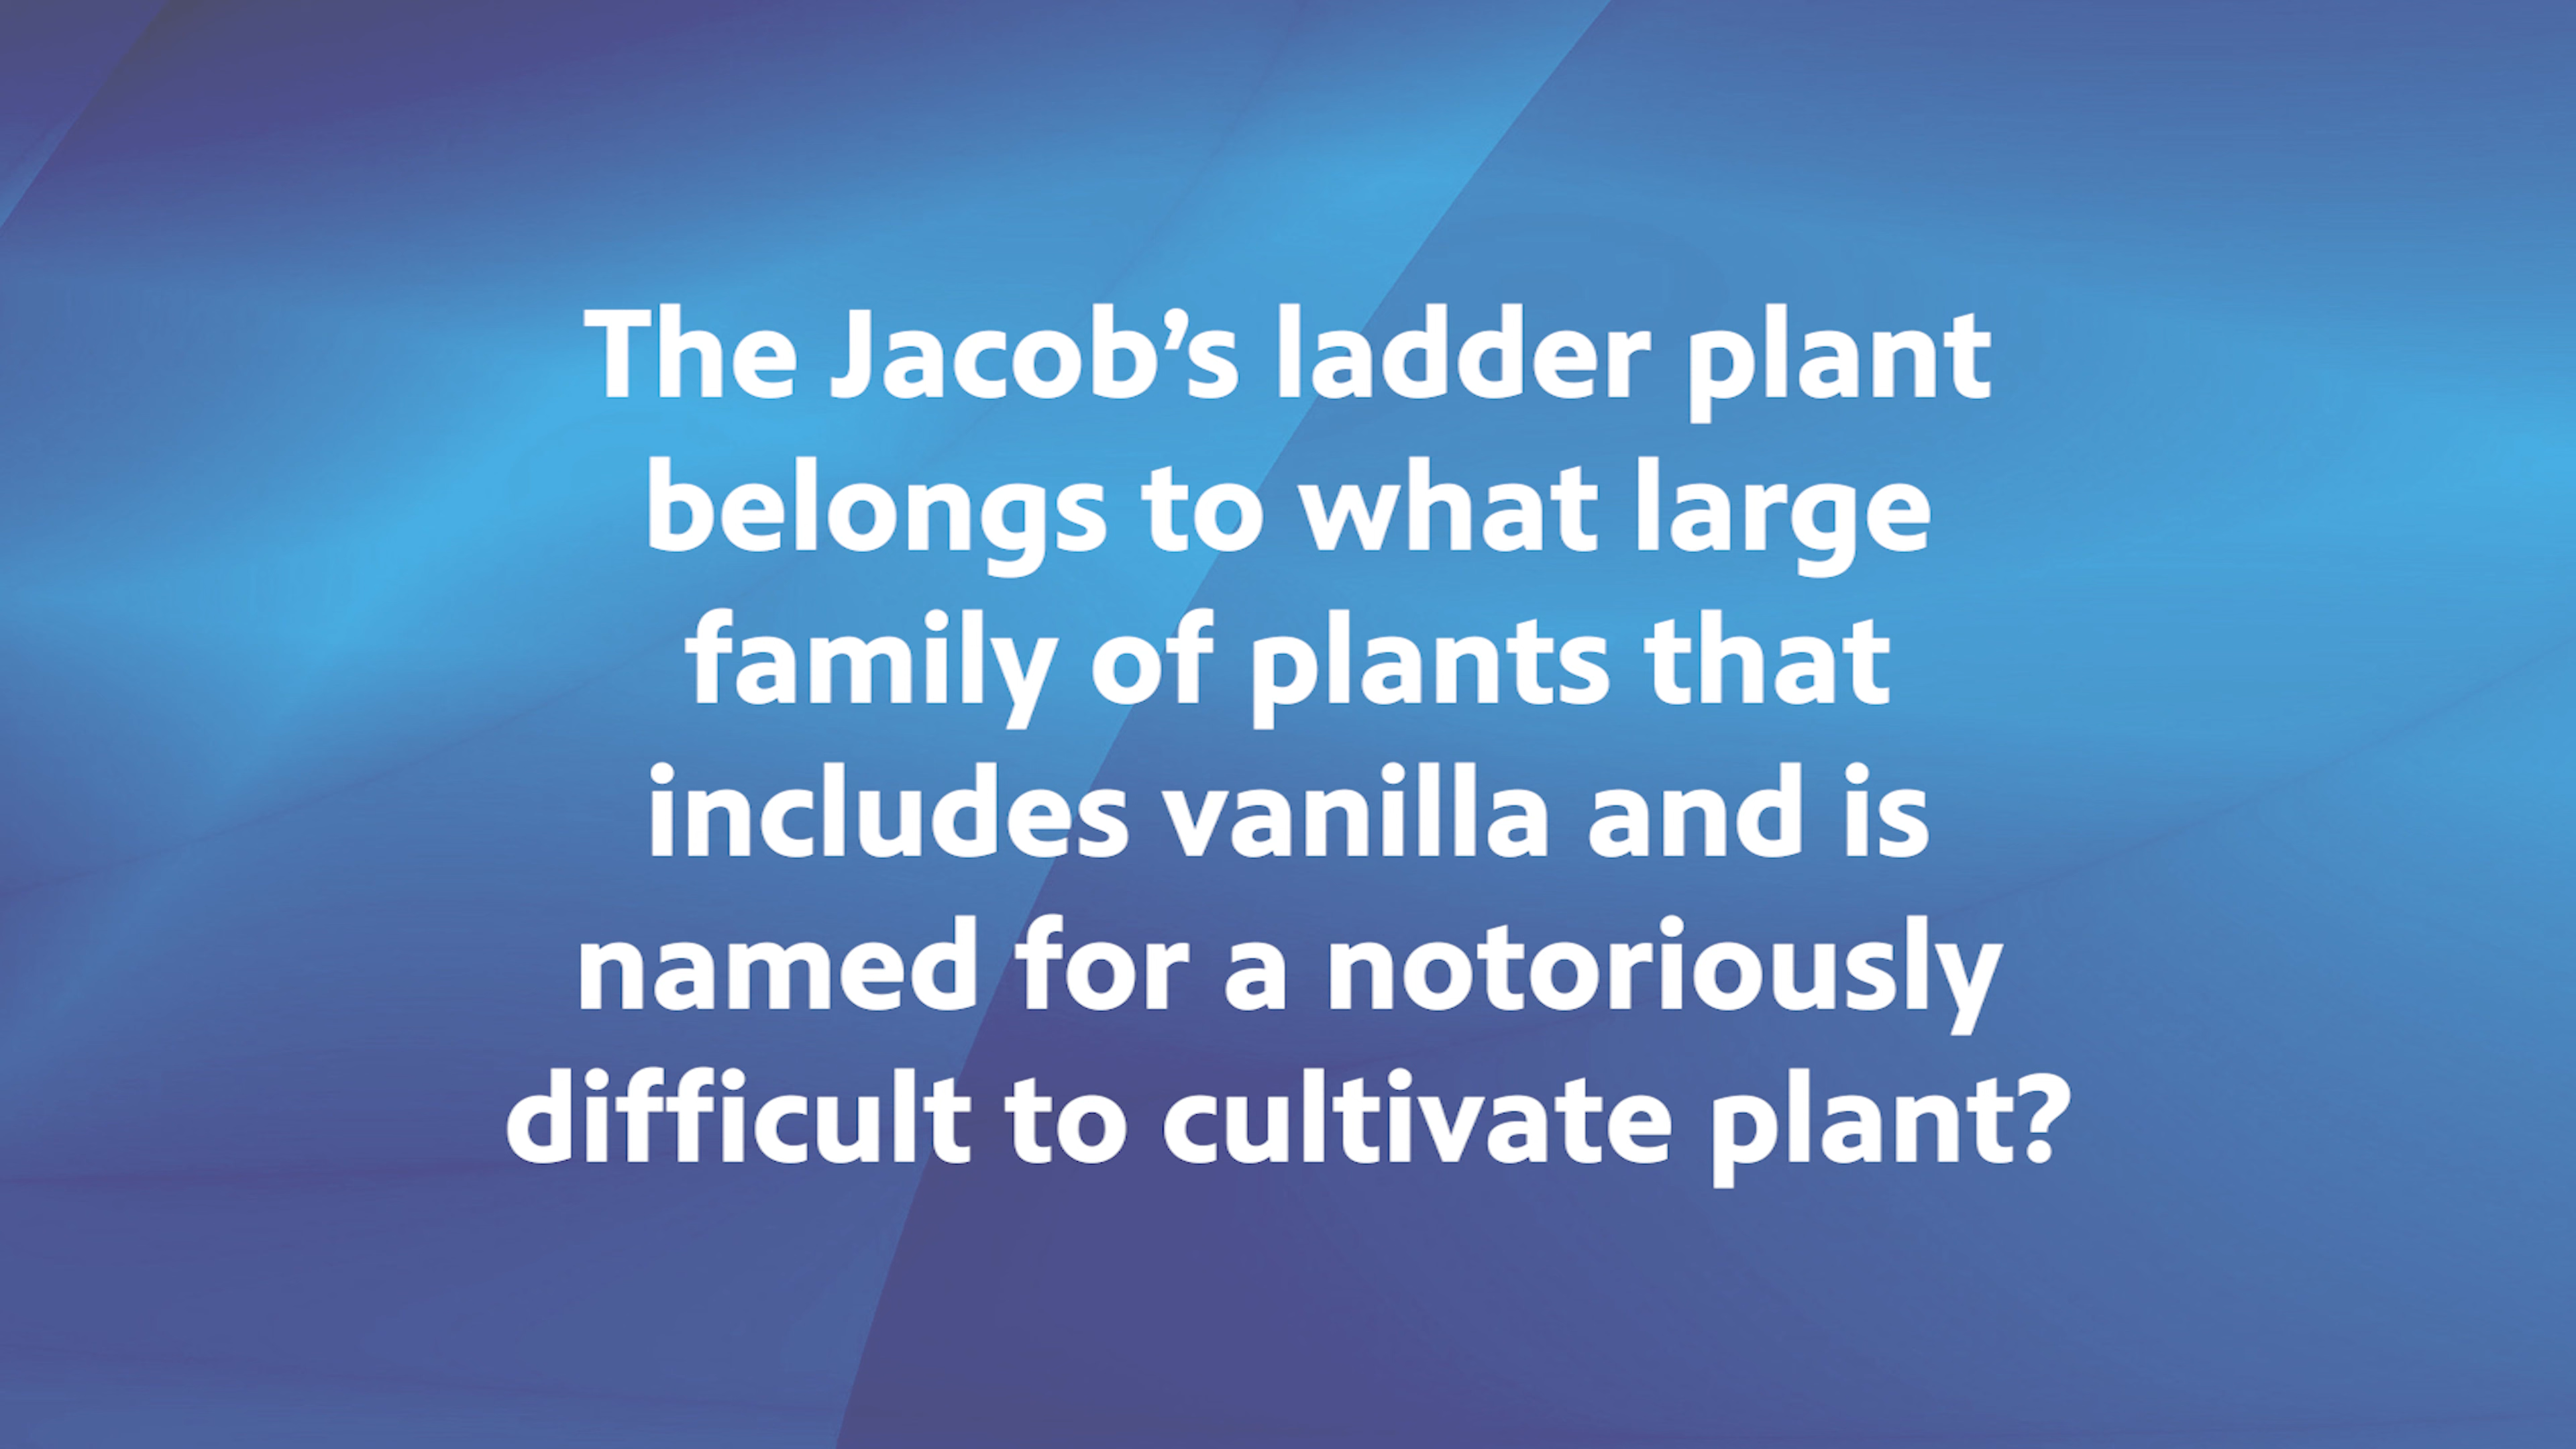 The Jacob’s ladder plant
belongs to what large
family of plants that
includes vanilla and is
named for a notoriously
difficult to cultivate plant?